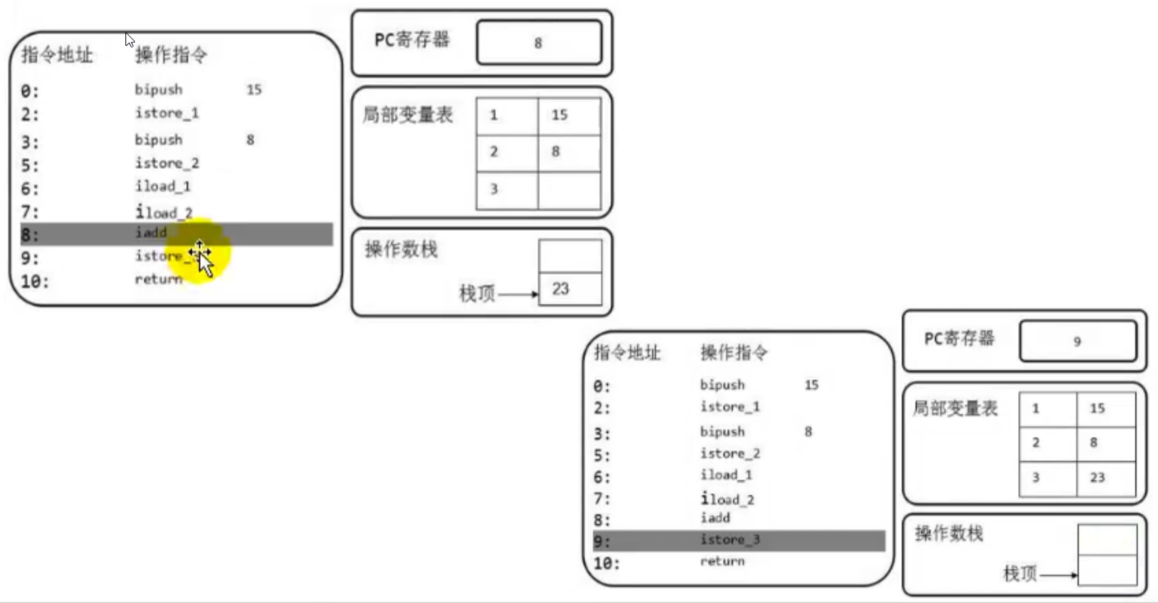 指令地址 操作指令
0: bipush 15
2: istore_1
3: bipush 8
5: istore_2
6: iload_1
7: iload_2
8: iadd
9: istore_
10: return
PC寄存器 8
局部变量表 1 15
2 8
3
操作数栈
栈顶 23
指令地址 操作指令
0: bipush 15
2: istore_1
3: bipush 8
5: istore_2
6: iload_1
7: iload_2
8: iadd
9: istore_3
10: return
PC寄存器 9
局部变量表 1 15
2 8
3 23
操作数栈
栈顶